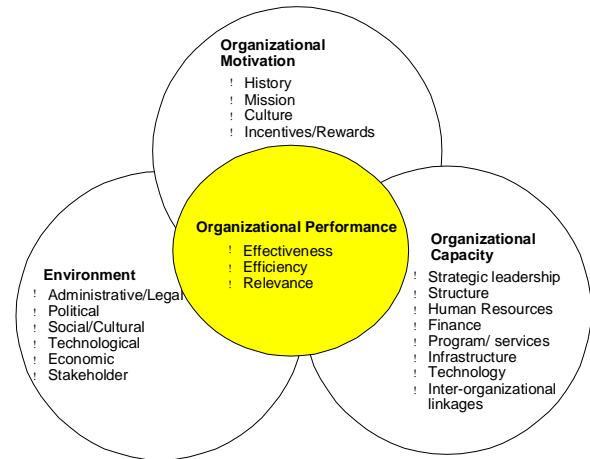 Organizational
Motivation
! History
! Mission
! Culture
! Incentives/Rewards
Organizational Performance
! Effectiveness
! Efficiency
! Relevance
Environment
! Administrative/Legal
! Political
! Social/Cultural
! Technological
! Economic
! Stakeholder
Organizational
Capacity
! Strategic leadership
! Structure
! Human Resources
! Finance
! Program/ services
! Infrastructure
! Technology
! Inter-organizational
linkages